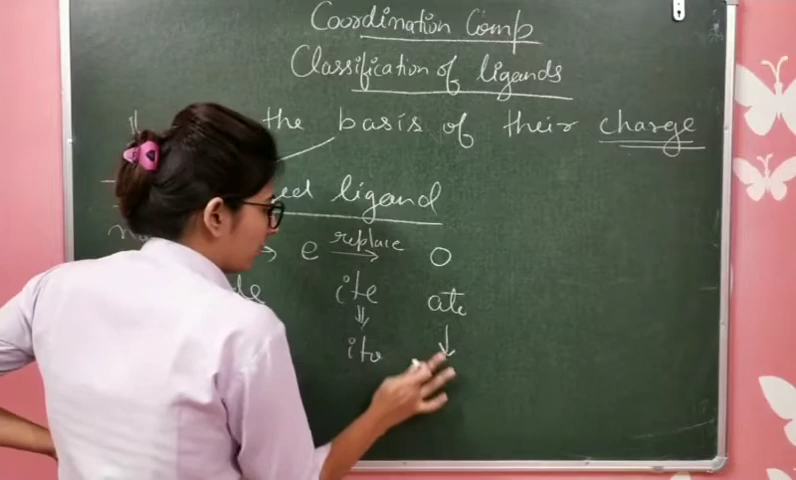 Coordination Comp
Classification of ligands
the basis of their charge
ligand
e replace O
ite ate
ito